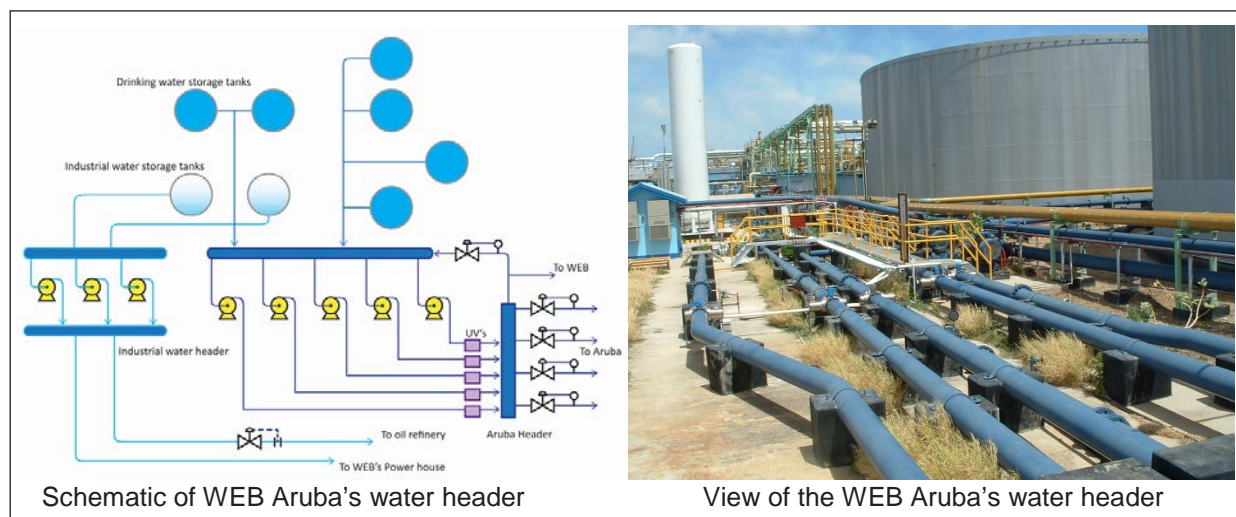 Drinking water storage tanks
Industrial water storage tanks
To WEB
UV's
To Aruba
Industrial water header
Aruba Header
To oil refinery
To WEB's Power house
Schematic of WEB Aruba's water header
View of the WEB Aruba's water header